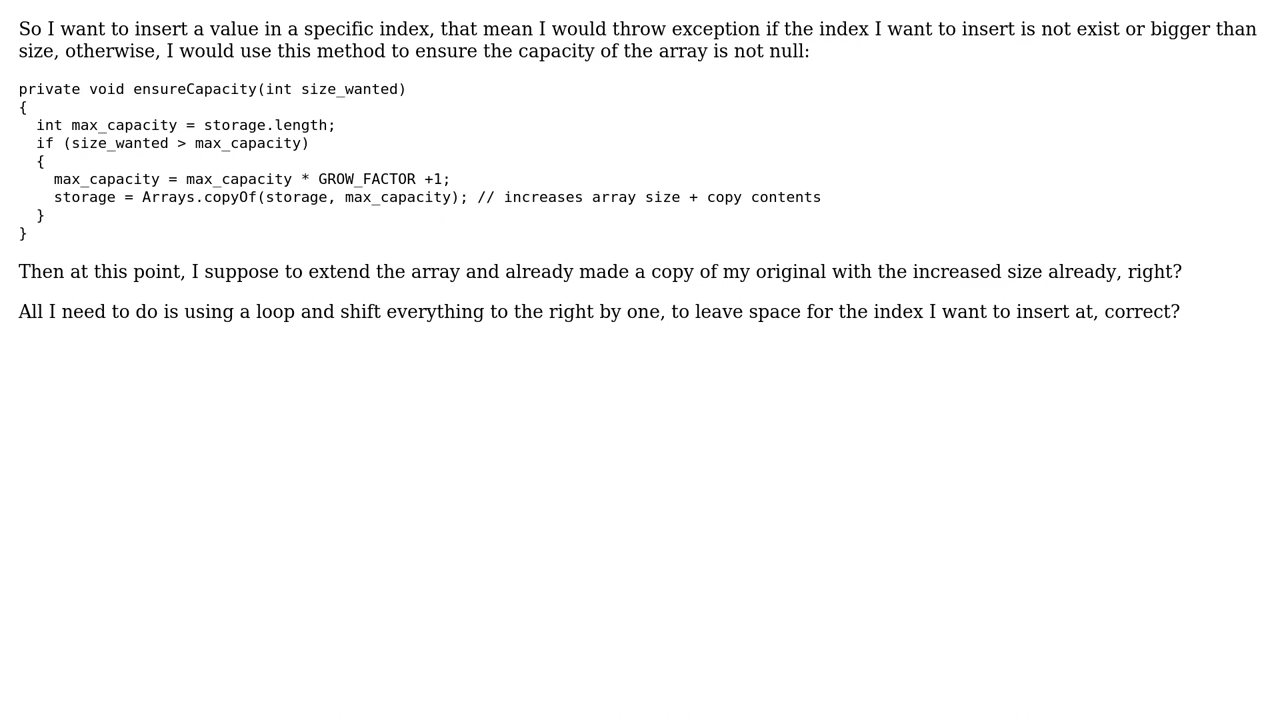 So I want to insert a value in a specific index, that mean I would throw exception if the index I want to insert is not exist or bigger than
size, otherwise, I would use this method to ensure the capacity of the array is not null:
private void ensureCapacity(int size_wanted)
{
  int max_capacity = storage.length;
  if (size_wanted > max_capacity)
  {
    max_capacity = max_capacity * GROW_FACTOR +1;
    storage = Arrays.copyOf(storage, max_capacity); // increases array size + copy contents
  }
}
Then at this point, I suppose to extend the array and already made a copy of my original with the increased size already, right?
All I need to do is using a loop and shift everything to the right by one, to leave space for the index I want to insert at, correct?